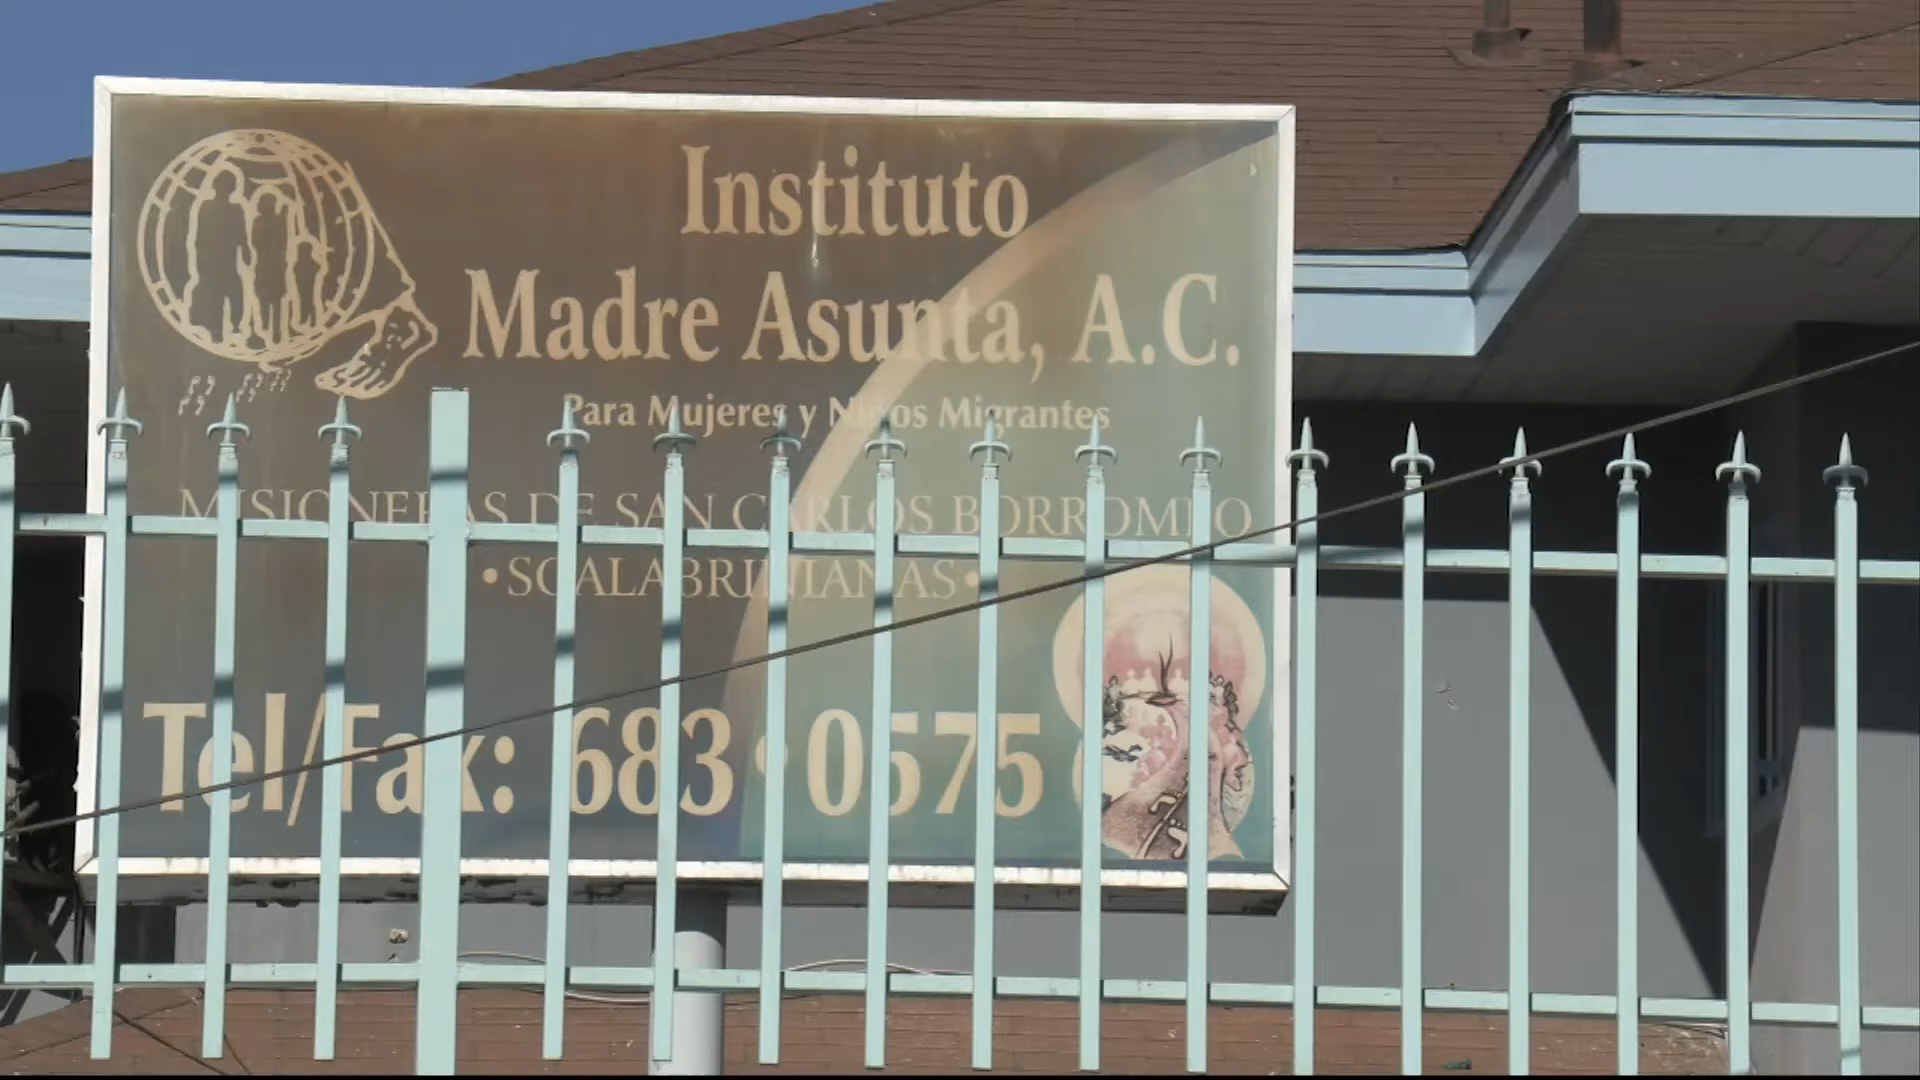 Instituto
Madre Asunta, A.C.
Para Mujeres y Niños Migrantes
MISIONERAS DE SAN CARLOS BORROMEO
•SCALABRINIANAS•
Tel/Fax: 683•0575